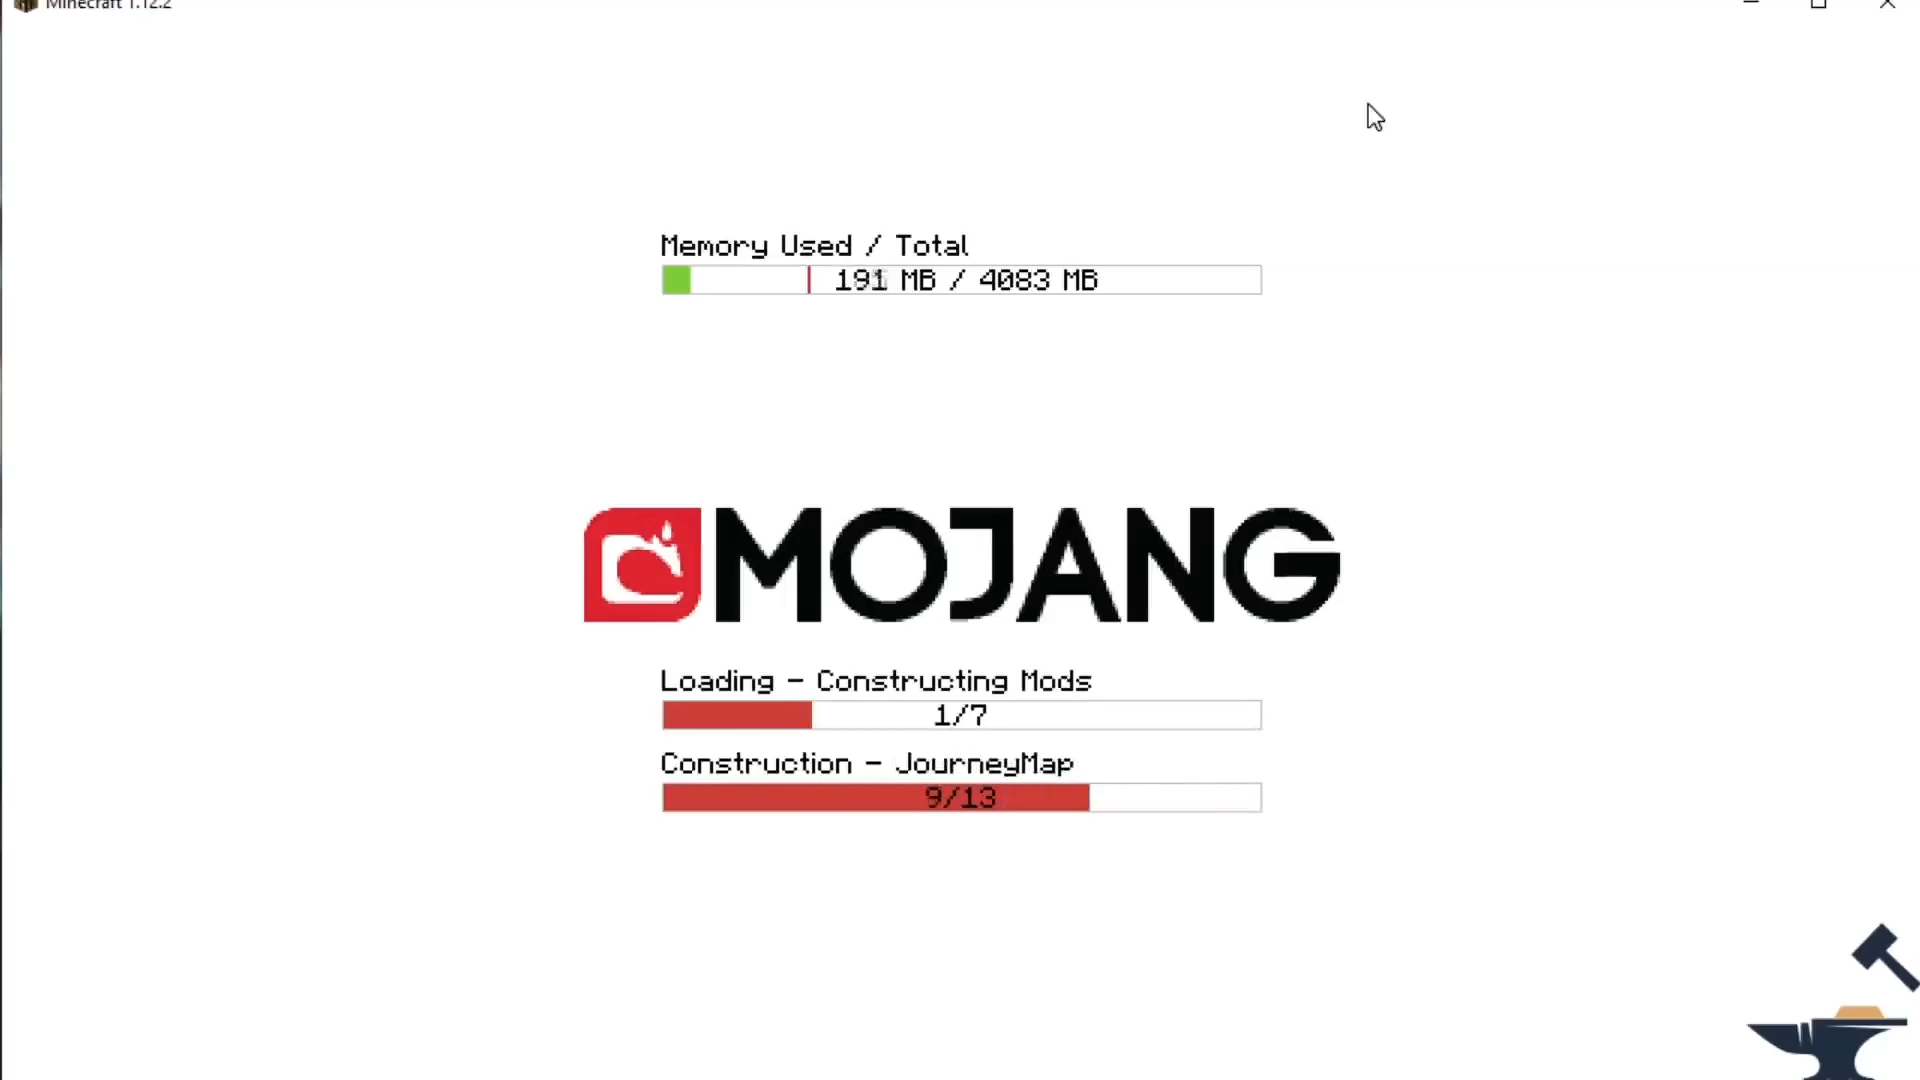 Minecraft 1.12.2
Memory Used / Total
191 MB / 4083 MB
MOJANG
Loading - Constructing Mods
1/7
Construction - JourneyMap
9/13